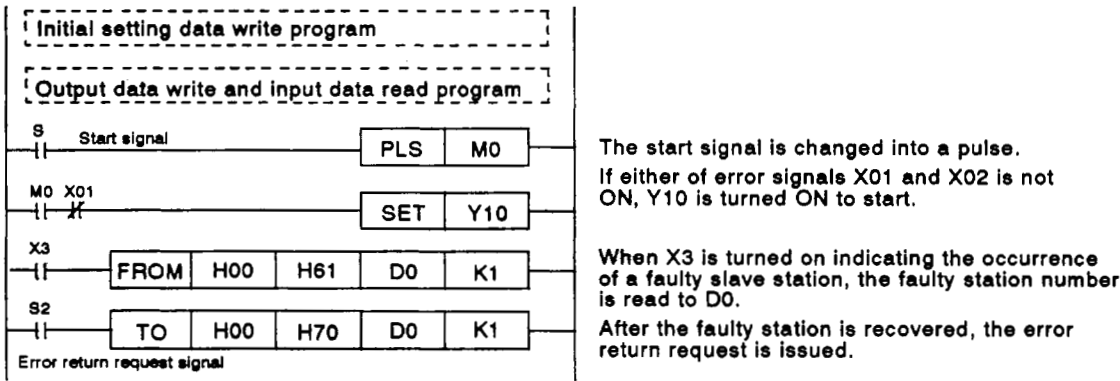 Initial setting data write program
Output data write and input data read program
S
Start signal
PLS M0
The start signal is changed into a pulse.
M0 X01
SET Y10
If either of error signals X01 and X02 is not
ON, Y10 is turned ON to start.
X3
FROM H00 H61 D0 K1
When X3 is turned on indicating the occurrence
of a faulty slave station, the faulty station number
is read to D0.
S2
TO H00 H70 D0 K1
Error return request signal
After the faulty station is recovered, the error
return request is issued.